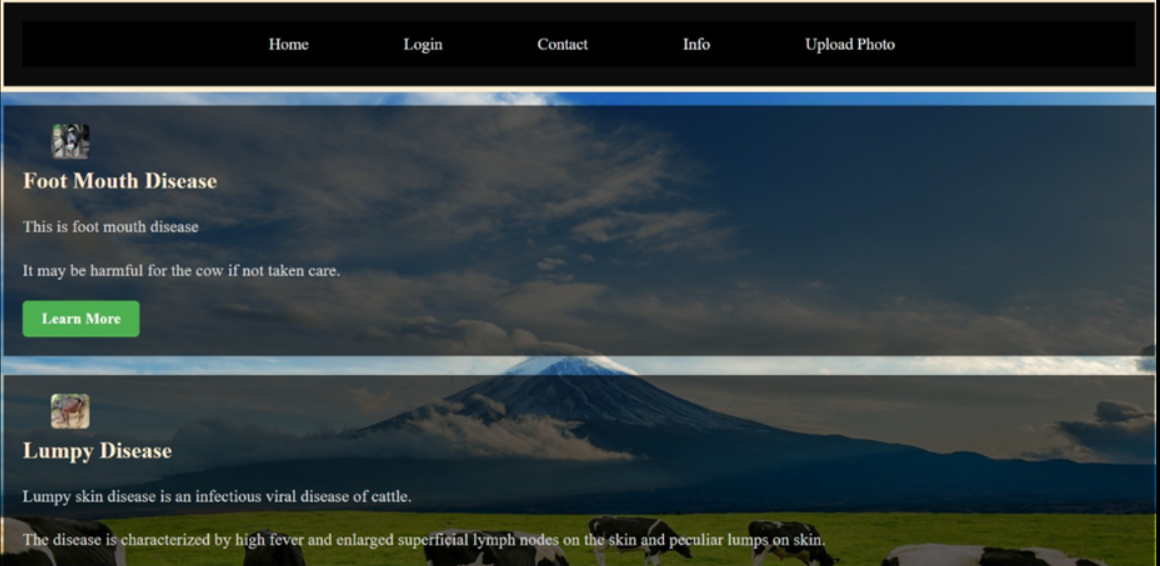 Home Login Contact Info Upload Photo
Foot Mouth Disease
This is foot mouth disease
It may be harmful for the cow if not taken care.
Learn More
Lumpy Disease
Lumpy skin disease is an infectious viral disease of cattle.
The disease is characterized by high fever and enlarged superficial lymph nodes on the skin and peculiar lumps on skin.